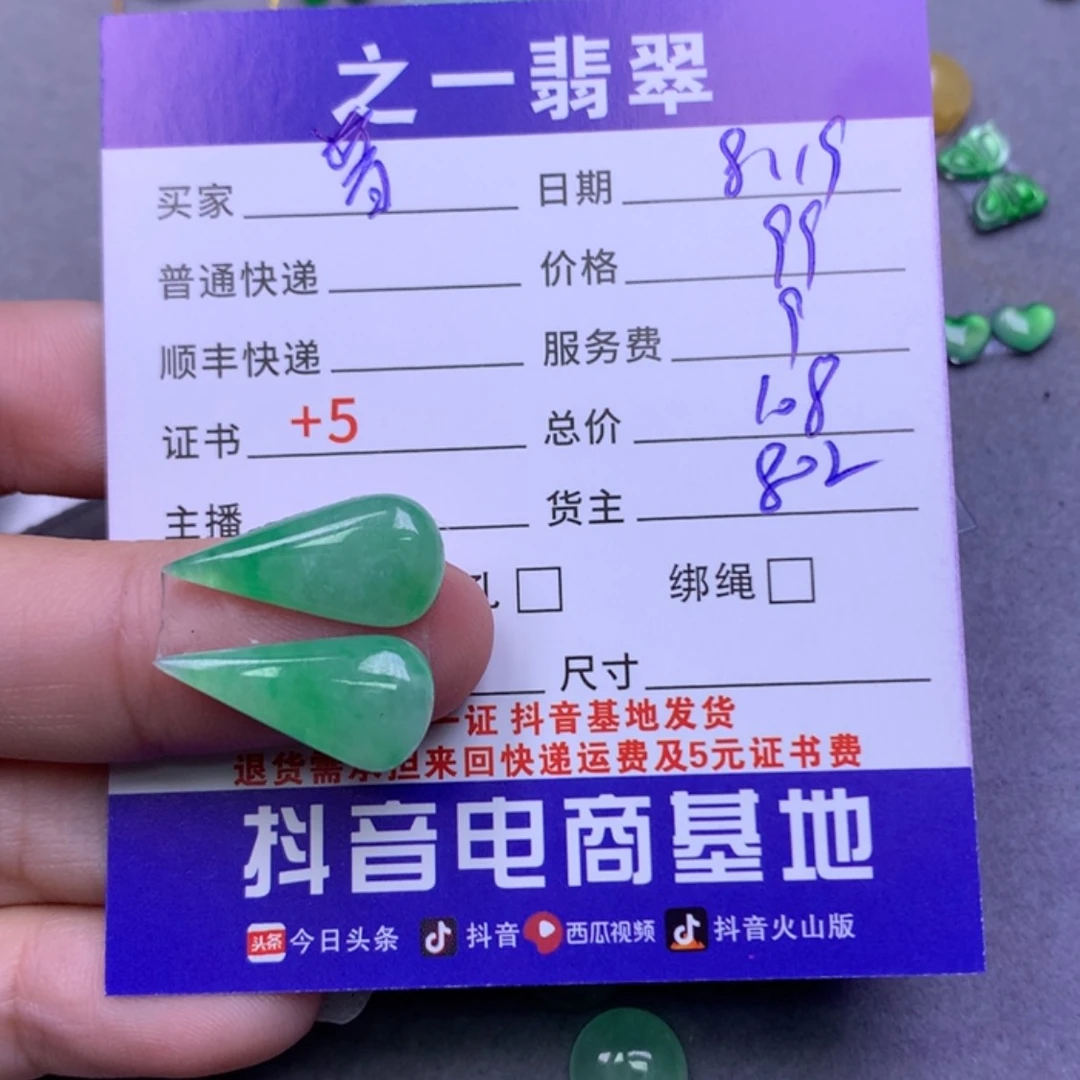 之一翡翠
买家 日期 8.19
普通快递 价格 99
顺丰快递 服务费 9
证书 +5 总价 108
主播 货主 802
孔 绑绳
尺寸
一证 抖音基地发货
退货需承担来回快递运费及5元证书费
抖音电商基地
头条 今日头条 抖音 西瓜视频 抖音火山版